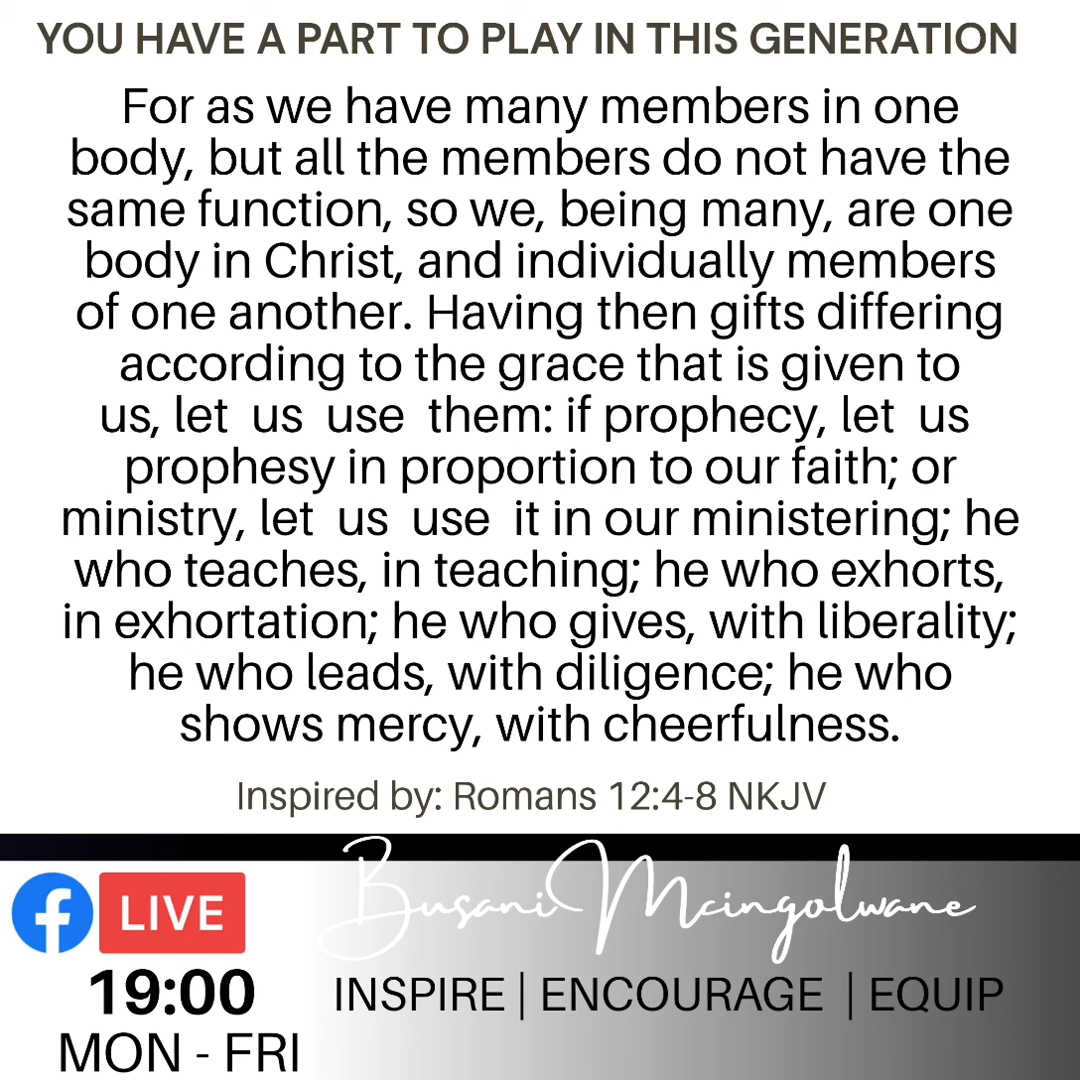 YOU HAVE A PART TO PLAY IN THIS GENERATION
For as we have many members in one
body, but all the members do not have the
same function, so we, being many, are one
body in Christ, and individually members
of one another. Having then gifts differing
according to the grace that is given to
us, let us use them: if prophecy, let us
prophesy in proportion to our faith; or
ministry, let us use it in our ministering; he
who teaches, in teaching; he who exhorts,
in exhortation; he who gives, with liberality;
he who leads, with diligence; he who
shows mercy, with cheerfulness.
Inspired by: Romans 12:4-8 NKJV
Busani Mcingolwane
f LIVE
19:00
MON - FRI
INSPIRE | ENCOURAGE | EQUIP